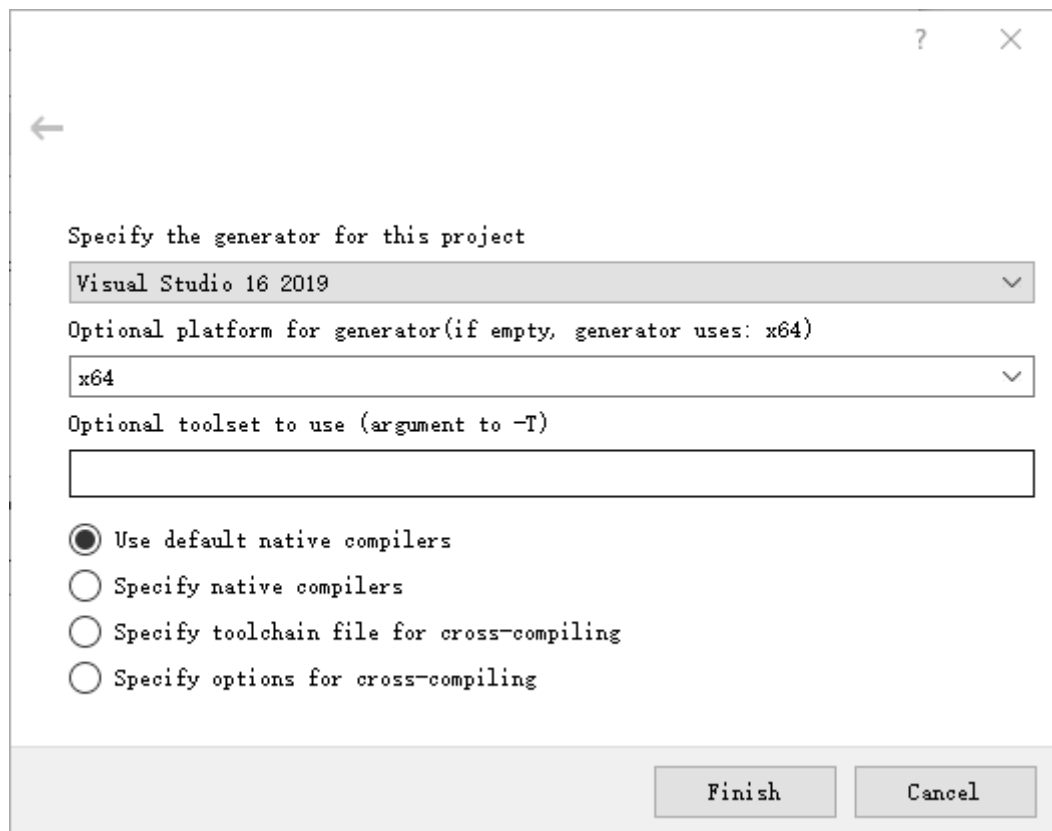 ?
Specify the generator for this project
Visual Studio 16 2019
Optional platform for generator(if empty, generator uses: x64)
x64
Optional toolset to use (argument to -T)
Use default native compilers
Specify native compilers
Specify toolchain file for cross-compiling
Specify options for cross-compiling
Finish Cancel